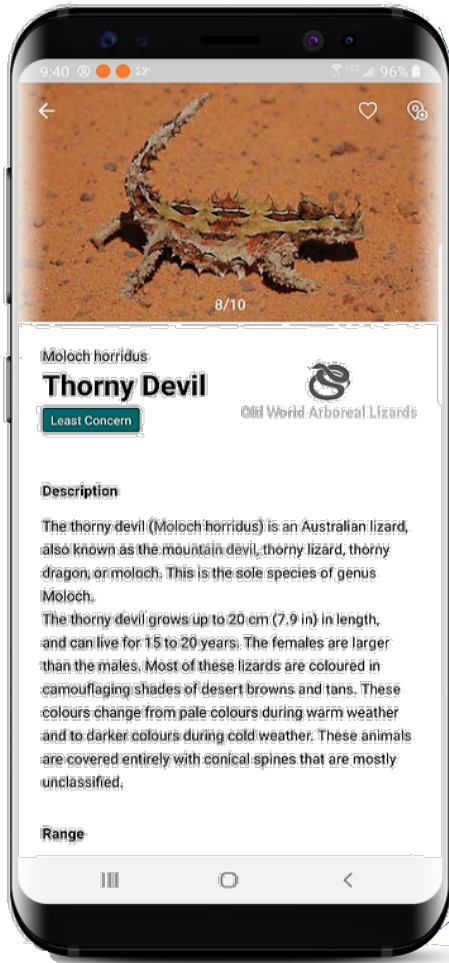 9:40 23° 96%
8/10
Moloch horridus
Thorny Devil
Least Concern
Old World Arboreal Lizards
Description
The thorny devil (Moloch horridus) is an Australian lizard,
also known as the mountain devil, thorny lizard, thorny
dragon, or moloch. This is the sole species of genus
Moloch.
The thorny devil grows up to 20 cm (7.9 in) in length,
and can live for 15 to 20 years. The females are larger
than the males. Most of these lizards are coloured in
camouflaging shades of desert browns and tans. These
colours change from pale colours during warm weather
and to darker colours during cold weather. These animals
are covered entirely with conical spines that are mostly
unclassified.
Range